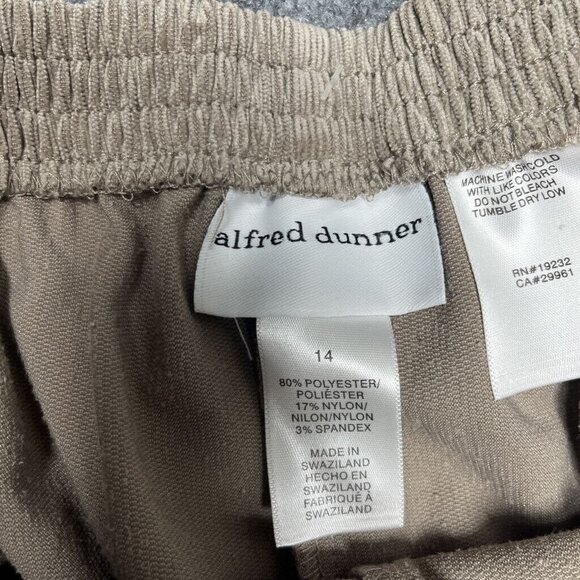 alfred dunner
14
80% POLYESTER/
POLIÉSTER
17% NYLON/
NILON/NYLON
3% SPANDEX
MADE IN
SWAZILAND
HECHO EN
SWAZILAND
FABRIQUÉ À
SWAZILAND
MACHINE WASH COLD
WITH LIKE COLORS
DO NOT BLEACH
TUMBLE DRY LOW
RN#19232
CA#29961